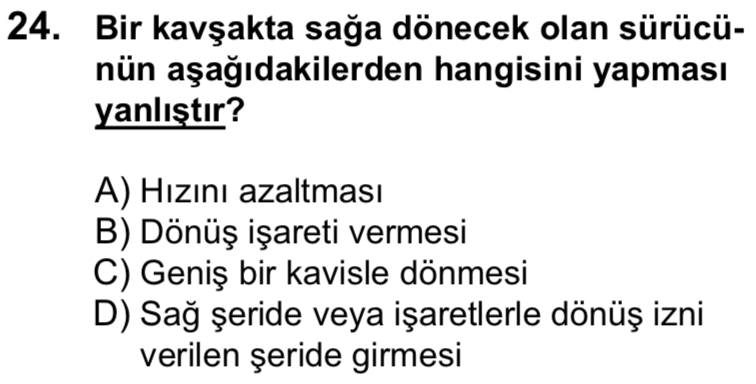 24. Bir kavşakta sağa dönecek olan sürücü-
nün aşağıdakilerden hangisini yapması
yanlıştır?
A) Hızını azaltması
B) Dönüş işareti vermesi
C) Geniş bir kavisle dönmesi
D) Sağ şeride veya işaretlerle dönüş izni
verilen şeride girmesi